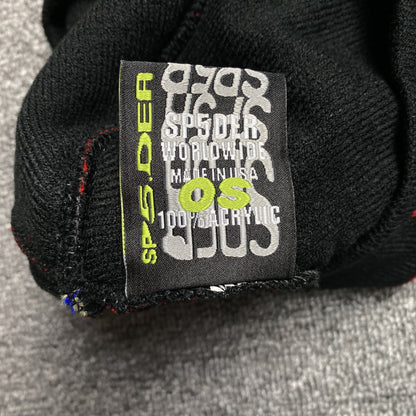 SP5DER
SP5DER
WORLDWIDE
MADE IN USA
OS
100% ACRYLIC